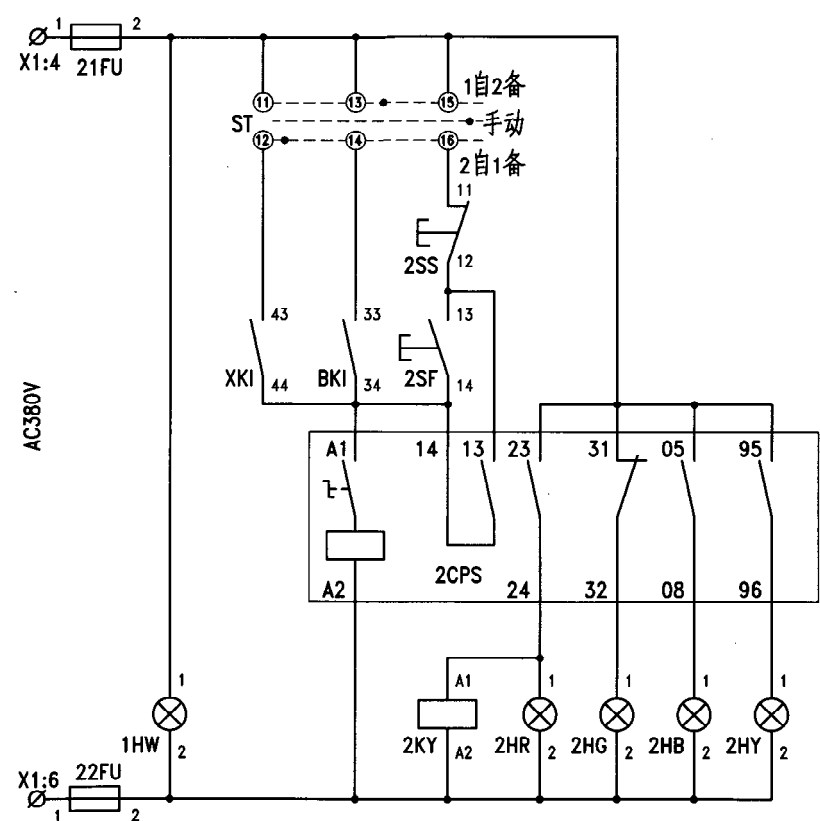 1 2
X1:4 21FU
11 13 15 1自2备
ST 手动
12 14 16 2自1备
11
2SS 12
43 33 13
XKI 44 BKI 34 2SF 14
AC380V
A1 14 13 23 31 05 95
2CPS
A2 24 32 08 96
1 A1 1 1 1 1
1HW 2 2KY A2 2HR 2 2HG 2 2HB 2 2HY 2
X1:6 22FU
1 2